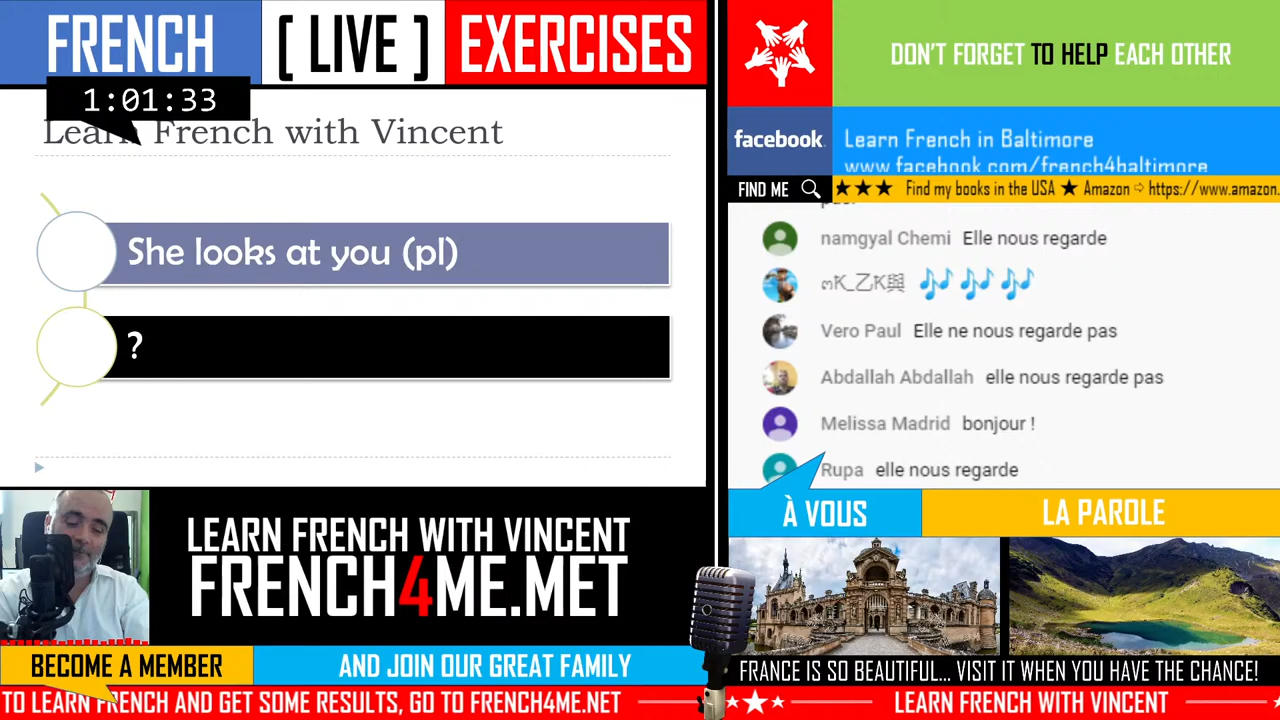 FRENCH
[ LIVE ]
EXERCISES
1:01:33
Learn French with Vincent
She looks at you (pl)
?
LEARN FRENCH WITH VINCENT
FRENCH4ME.MET
BECOME A MEMBER
AND JOIN OUR GREAT FAMILY
TO LEARN FRENCH AND GET SOME RESULTS, GO TO FRENCH4ME.NET
DON'T FORGET TO HELP EACH OTHER
facebook.
Learn French in Baltimore
www.facebook.com/french4baltimore
FIND ME
★★★ Find my books in the USA ★ Amazon ⇨ https://www.amazon.
namgyal Chemi Elle nous regarde
Vero Paul Elle ne nous regarde pas
Abdallah Abdallah elle nous regarde pas
Melissa Madrid bonjour !
Rupa elle nous regarde
À VOUS
LA PAROLE
FRANCE IS SO BEAUTIFUL... VISIT IT WHEN YOU HAVE THE CHANCE!
LEARN FRENCH WITH VINCENT